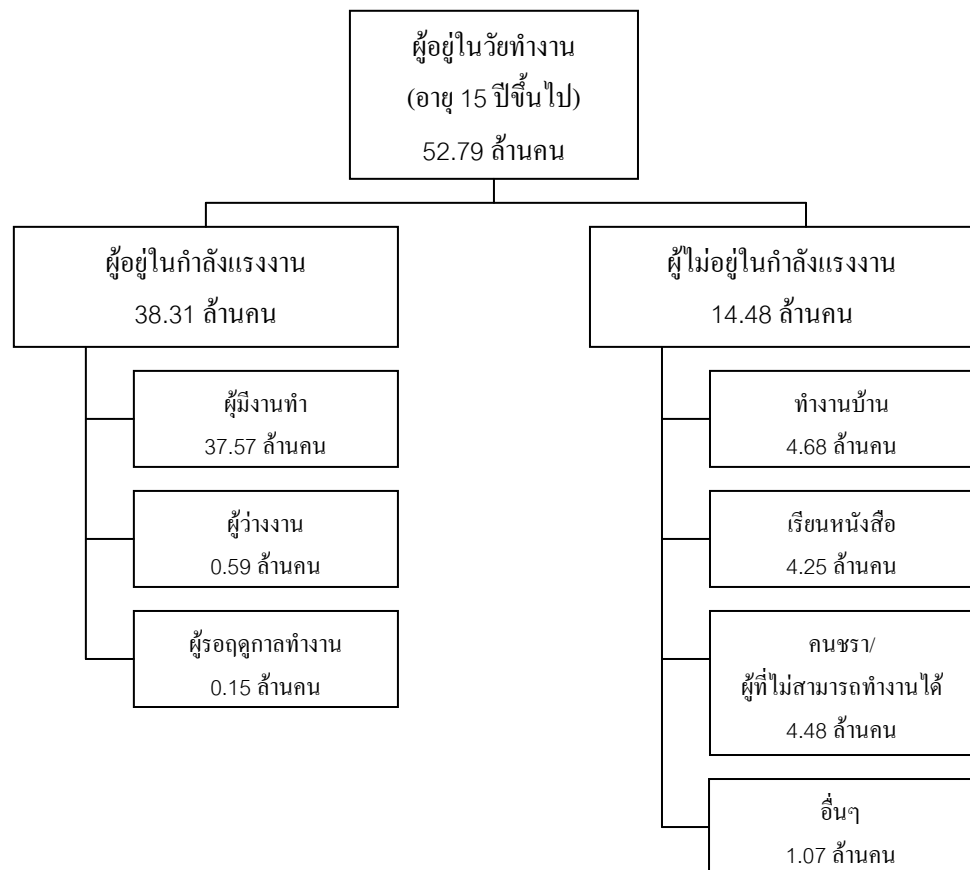 ผู้อยู่ในวัยทำงาน
(อายุ 15 ปีขึ้นไป)
52.79 ล้านคน
ผู้อยู่ในกำลังแรงงาน
38.31 ล้านคน
ผู้มีงานทำ
37.57 ล้านคน
ผู้ว่างงาน
0.59 ล้านคน
ผู้รอฤดูกาลทำงาน
0.15 ล้านคน
ผู้ไม่อยู่ในกำลังแรงงาน
14.48 ล้านคน
ทำงานบ้าน
4.68 ล้านคน
เรียนหนังสือ
4.25 ล้านคน
คนชรา/
ผู้ที่ไม่สามารถทำงานได้
4.48 ล้านคน
อื่นๆ
1.07 ล้านคน